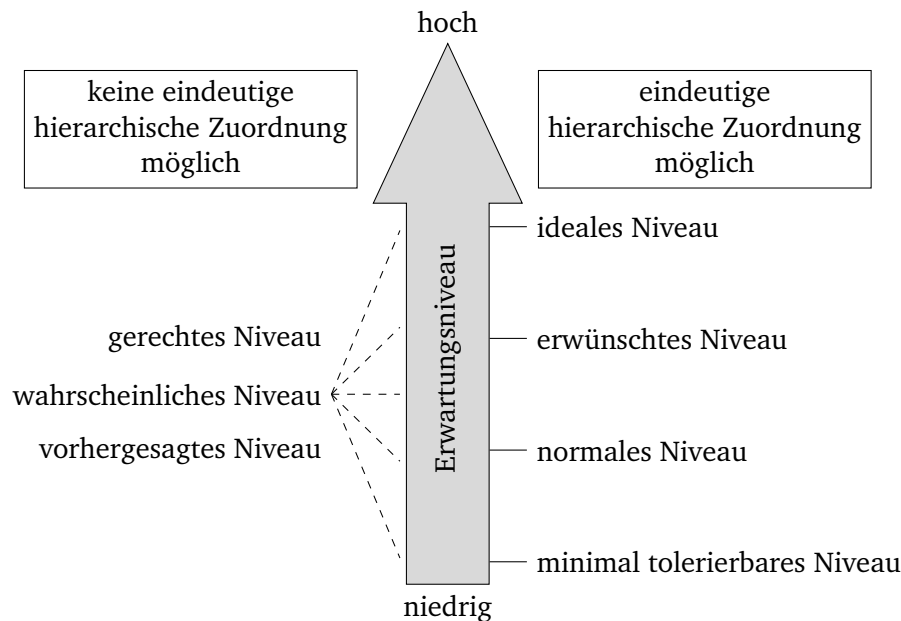 hoch
keine eindeutige
hierarchische Zuordnung
möglich
eindeutige
hierarchische Zuordnung
möglich
ideales Niveau
gerechtes Niveau
erwünschtes Niveau
wahrscheinliches Niveau
Erwartungsniveau
vorhergesagtes Niveau
normales Niveau
minimal tolerierbares Niveau
niedrig